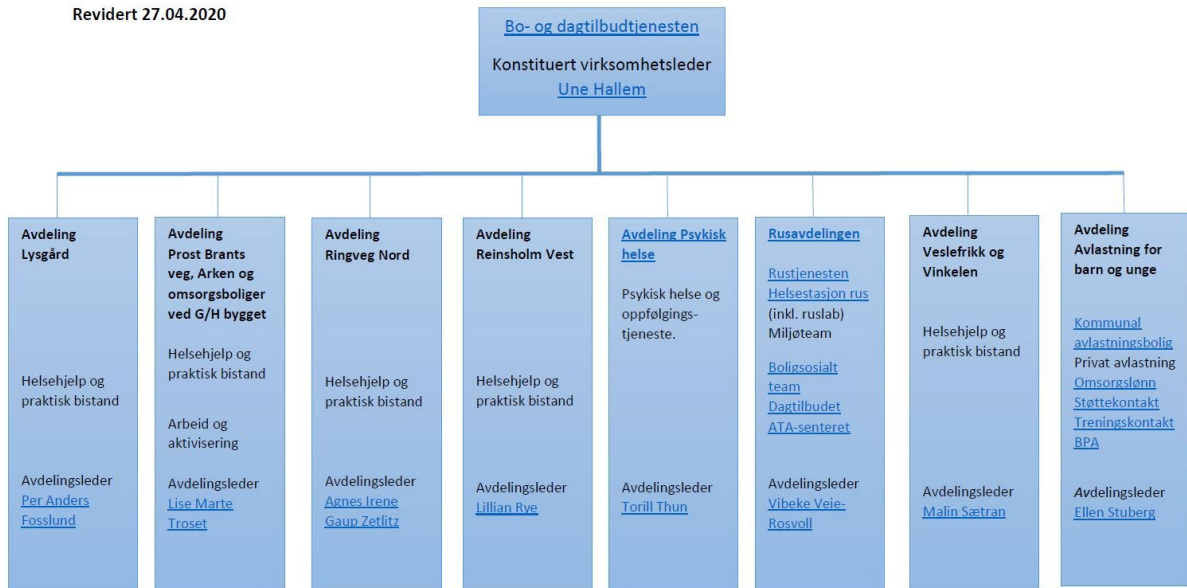 Revidert 27.04.2020
Bo- og dagtilbudtjenesten
Konstituert virksomhetsleder
Une Hallem
Avdeling
Lysgård
Helsehjelp og
praktisk bistand
Avdelingsleder
Per Anders
Fosslund
Avdeling
Prost Brants
veg, Arken og
omsorgsboliger
ved G/H bygget
Helsehjelp og
praktisk bistand
Arbeid og
aktivisering
Avdelingsleder
Lise Marte
Troset
Avdeling
Ringveg Nord
Helsehjelp og
praktisk bistand
Avdelingsleder
Agnes Irene
Gaup Zetlitz
Avdeling
Reinsholm Vest
Helsehjelp og
praktisk bistand
Avdelingsleder
Lillian Rye
Avdeling Psykisk
helse
Psykisk helse og
oppfølgings-
tjeneste.
Avdelingsleder
Torill Thun
Rusavdelingen
Rustjenesten
Helsestasjon rus
(inkl. ruslab)
Miljøteam
Boligsosialt
team
Dagtilbudet
ATA-senteret
Avdelingsleder
Vibeke Veie-
Rosvoll
Avdeling
Veslefrikk og
Vinkelen
Helsehjelp og
praktisk bistand
Avdelingsleder
Malin Sætran
Avdeling
Avlastning for
barn og unge
Kommunal
avlastningsbolig
Privat avlastning
Omsorgslønn
Støttekontakt
Treningskontakt
BPA
Avdelingsleder
Ellen Stuberg